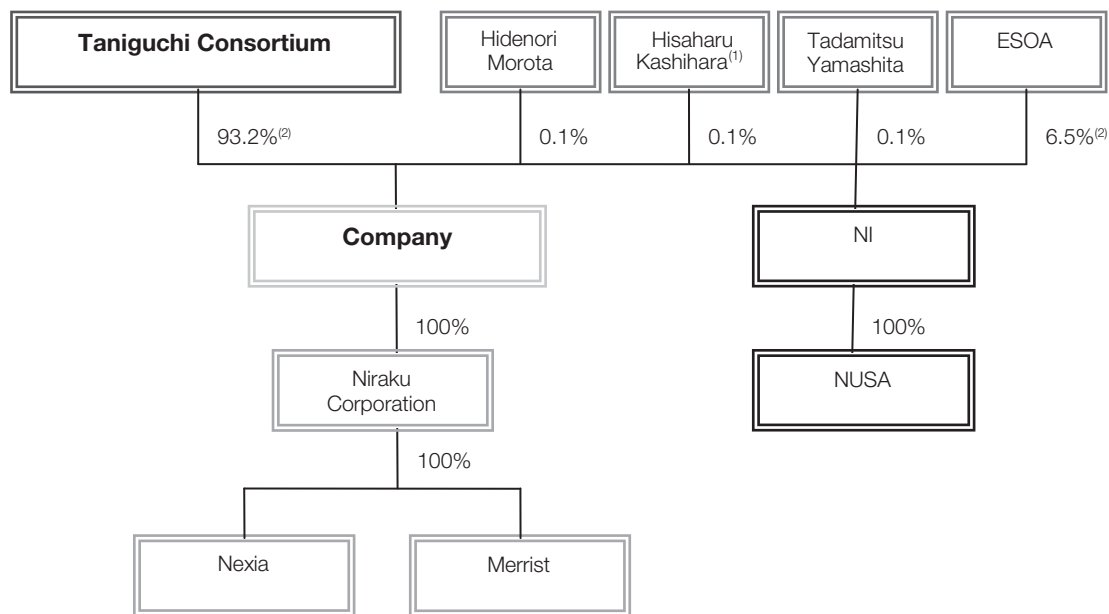 Taniguchi Consortium
Hidenori
Morota
Hisaharu
Kashihara(1)
Tadamitsu
Yamashita
ESOA
93.2%(2)
0.1%
0.1%
0.1%
6.5%(2)
Company
NI
100%
100%
Niraku
Corporation
NUSA
100%
Nexia
Merrist